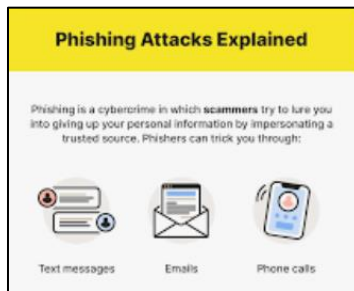 Phishing Attacks Explained
Phishing is a cybercrime in which scammers try to lure you
into giving up your personal information by impersonating a
trusted source. Phishers can trick you through:
Text messages
Emails
Phone calls